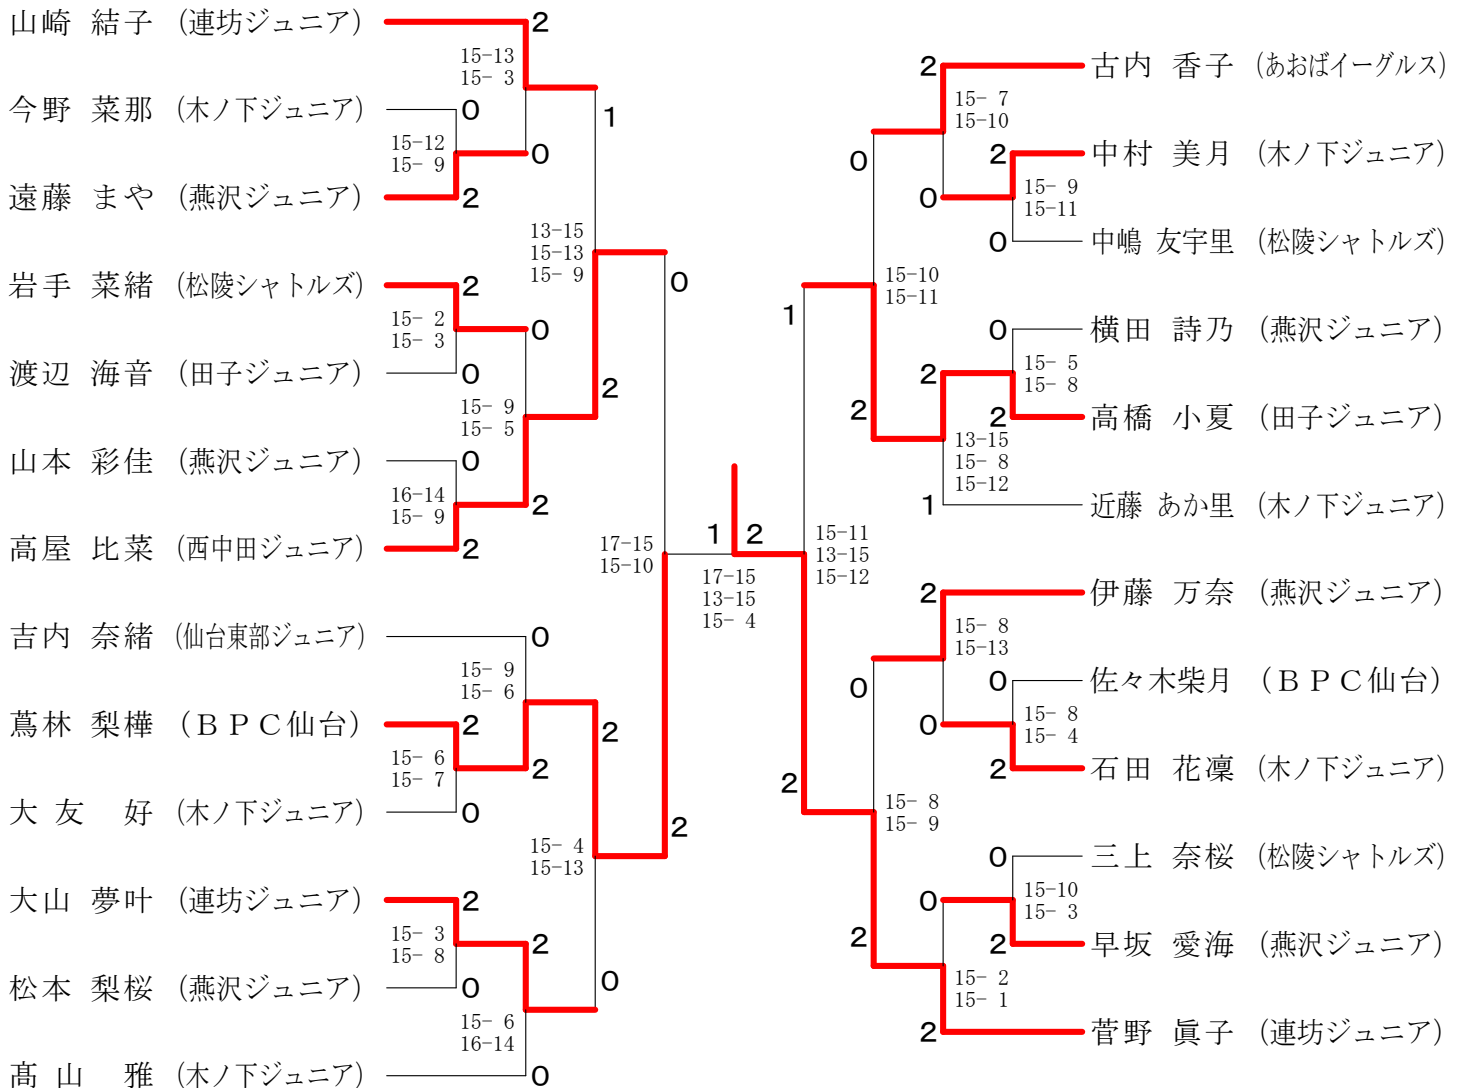 山崎 結子 (連坊ジュニア) 2
15-13
15- 3
今野 菜那 (木ノ下ジュニア) 0
1
15-12
15- 9
0
遠藤 まや (燕沢ジュニア) 2
13-15
15-13
15- 9
岩手 菜緒 (松陵シャトルズ) 2
0
15- 2
15- 3
0
渡辺 海音 (田子ジュニア) 0
2
15- 9
15- 5
山本 彩佳 (燕沢ジュニア) 0
16-14
15- 9
2
高屋 比菜 (西中田ジュニア) 2
17-15
15-10
吉内 奈緒 (仙台東部ジュニア) 0
15- 9
15- 6
蔦林 梨樺 (ＢＰＣ仙台) 2
2
15- 6
15- 7
2
大友 好 (木ノ下ジュニア) 0
2
15- 4
15-13
大山 夢叶 (連坊ジュニア) 2
15- 3
15- 8
2
松本 梨桜 (燕沢ジュニア) 0
0
15- 6
16-14
髙山 雅 (木ノ下ジュニア) 0
1 2
17-15
13-15
15- 4
2 古内 香子 (あおばイーグルス)
15- 7
15-10
0
2 中村 美月 (木ノ下ジュニア)
0
15- 9
15-11
0 中嶋 友宇里 (松陵シャトルズ)
15-10
15-11
1
0 横田 詩乃 (燕沢ジュニア)
15- 5
15- 8
2
2
2 高橋 小夏 (田子ジュニア)
13-15
15- 8
15-12
1 近藤 あか里 (木ノ下ジュニア)
15-11
13-15
15-12
2 伊藤 万奈 (燕沢ジュニア)
15- 8
15-13
0
0 佐々木柴月 (ＢＰＣ仙台)
0
15- 8
15- 4
2 石田 花凜 (木ノ下ジュニア)
2
15- 8
15- 9
0 三上 奈桜 (松陵シャトルズ)
0
15-10
15- 3
2
2 早坂 愛海 (燕沢ジュニア)
15- 2
15- 1
2 菅野 眞子 (連坊ジュニア)